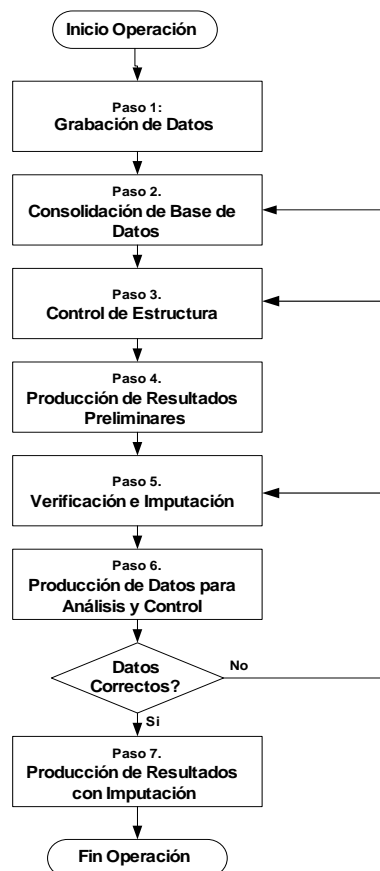 Inicio Operación
Paso 1:
Grabación de Datos
Paso 2.
Consolidación de Base de
Datos
Paso 3.
Control de Estructura
Paso 4.
Producción de Resultados
Preliminares
Paso 5.
Verificación e Imputación
Paso 6.
Producción de Datos para
Análisis y Control
Datos
Correctos?
No
Si
Paso 7.
Producción de Resultados
con Imputación
Fin Operación